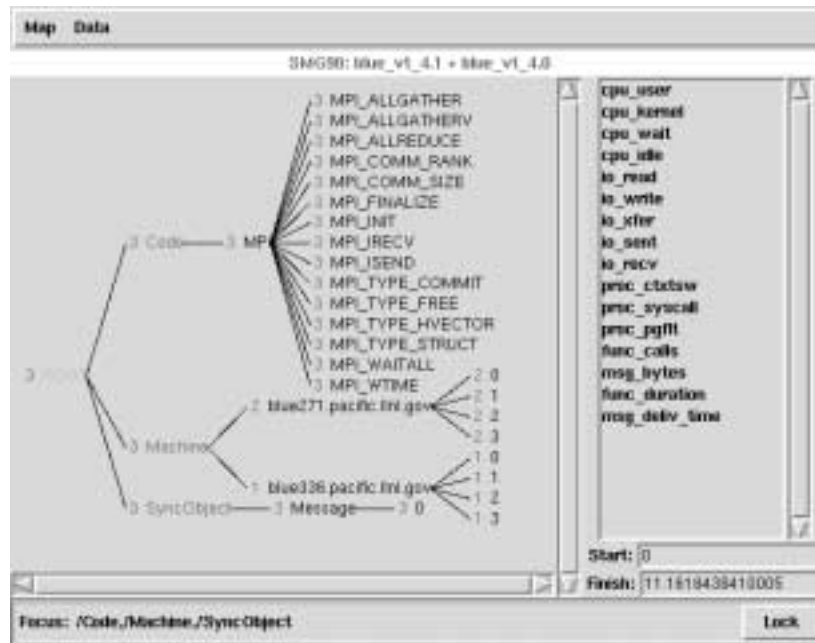 Map Data
SMG98: blue_v1_4.1 + blue_v1_4.0
3 MPI_ALLGATHER
3 MPI_ALLGATHERV
3 MPI_ALLREDUCE
3 MPI_COMM_RANK
3 MPI_COMM_SIZE
3 MPI_FINALIZE
3 MPI_INIT
3 Code 3 MPI 3 MPI_IRECV
3 MPI_ISEND
3 MPI_TYPE_COMMIT
3 MPI_TYPE_FREE
3 MPI_TYPE_HVECTOR
3 MPI_TYPE_STRUCT
3 MPI_WAITALL
3 MPI_WTIME
3
2 0
2 1
2 blue271.pacific.llnl.gov
2 2
2 3
3 Machine
1 0
1 1
1 blue336.pacific.llnl.gov
1 2
1 3
3 SyncObject 3 Message 3 0
cpu_user
cpu_kernel
cpu_wait
cpu_idle
io_read
io_write
io_xfer
io_sent
io_recv
proc_ctxtsw
proc_syscall
proc_pgflt
func_calls
msg_bytes
func_duration
msg_deliv_time
Start: 0
Finish: 11.1618438410005
Focus: /Code,/Machine,/SyncObject
Lock